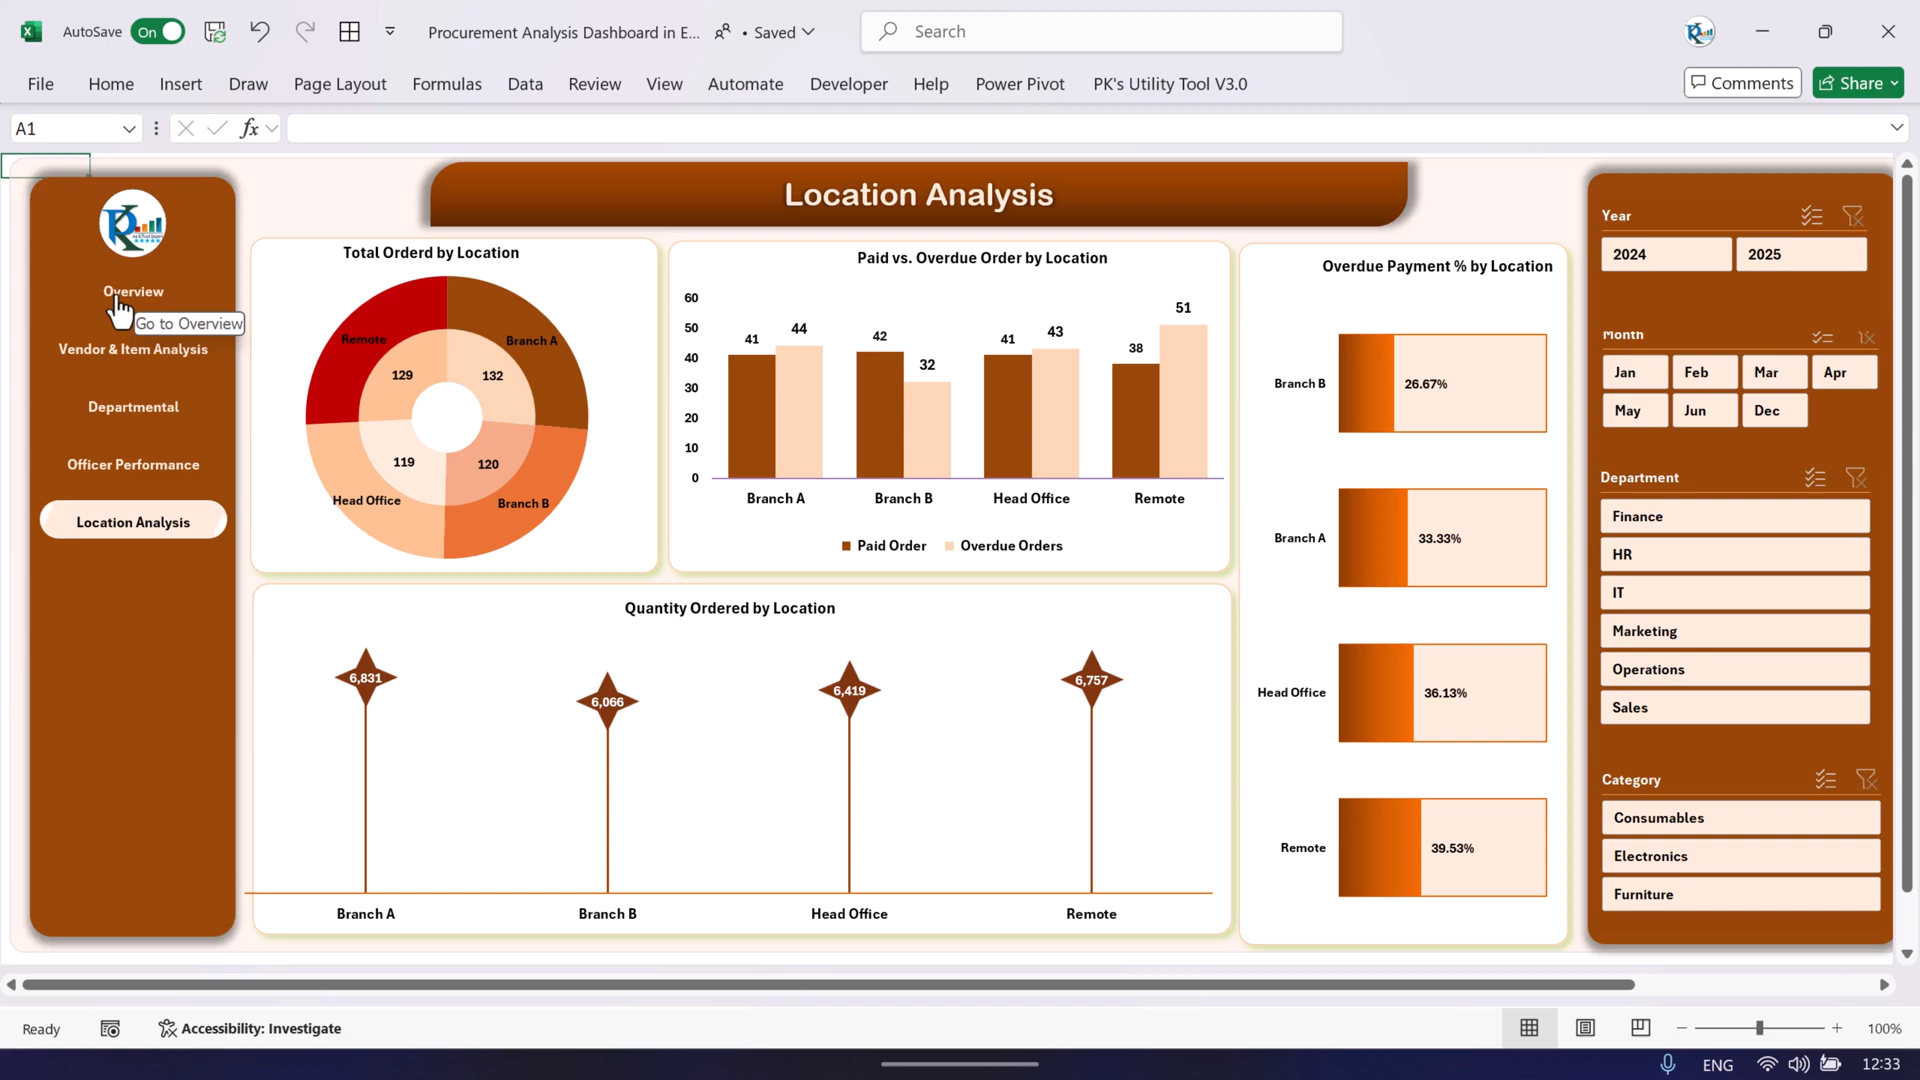 AutoSave On Procurement Analysis Dashboard in E... • Saved Search
File Home Insert Draw Page Layout Formulas Data Review View Automate Developer Help Power Pivot PK's Utility Tool V3.0 Comments Share
A1 fx
Location Analysis
Overview
Go to Overview
Vendor & Item Analysis
Departmental
Officer Performance
Location Analysis
Total Orderd by Location
Remote
Branch A
129
132
119
120
Head Office
Branch B
Paid vs. Overdue Order by Location
60
50
40
30
20
10
0
41 44 42 32 41 43 38 51
Branch A Branch B Head Office Remote
Paid Order Overdue Orders
Quantity Ordered by Location
6,831 6,066 6,419 6,757
Branch A Branch B Head Office Remote
Overdue Payment % by Location
Branch B 26.67%
Branch A 33.33%
Head Office 36.13%
Remote 39.53%
Year
2024 2025
Month
Jan Feb Mar Apr
May Jun Dec
Department
Finance
HR
IT
Marketing
Operations
Sales
Category
Consumables
Electronics
Furniture
Ready Accessibility: Investigate 100%
ENG 12:33